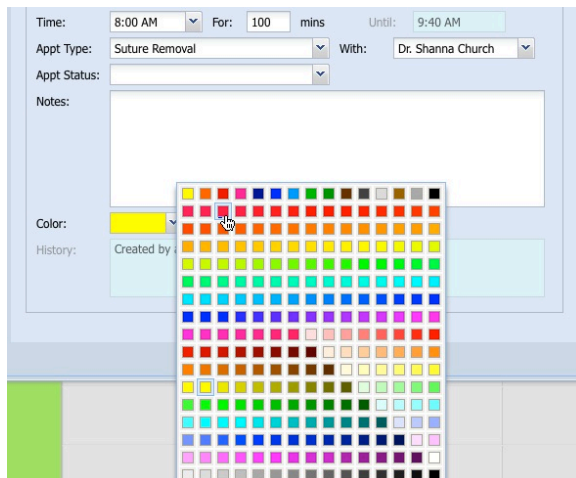 Time: 8:00 AM For: 100 mins Until: 9:40 AM
Appt Type: Suture Removal With: Dr. Shanna Church
Appt Status:
Notes:
Color:
History: Created by